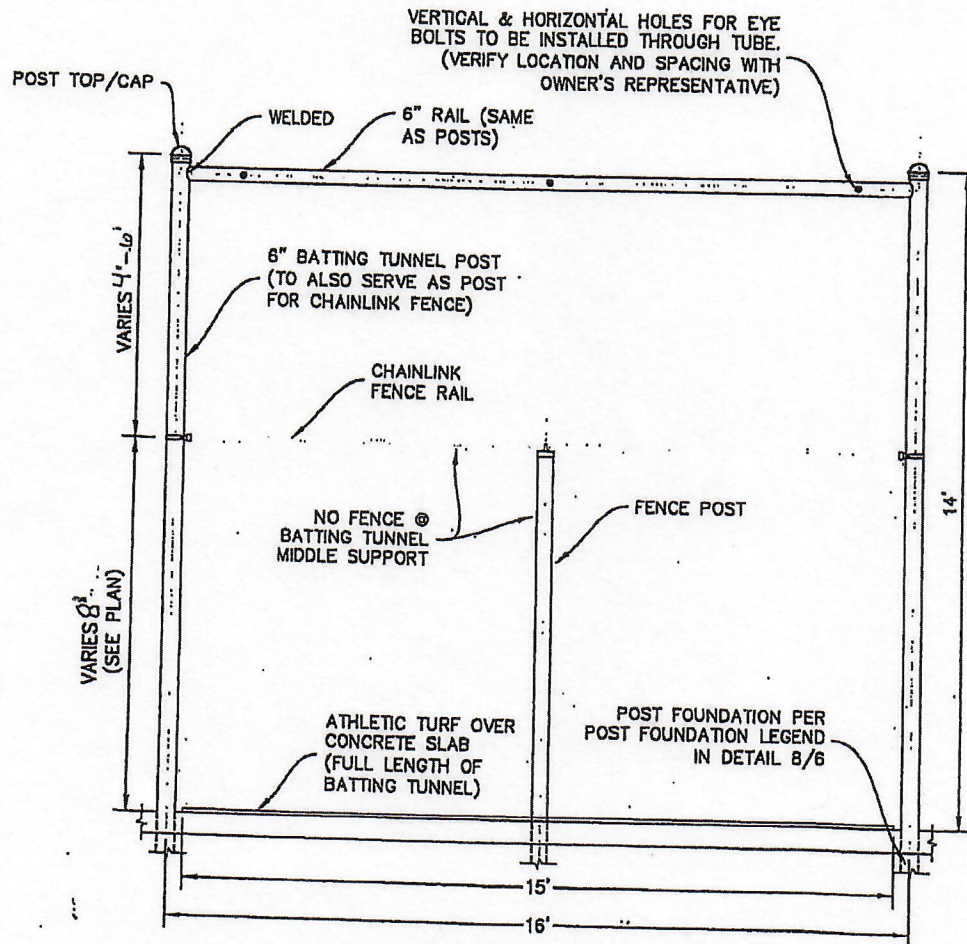 VERTICAL & HORIZONTAL HOLES FOR EYE
BOLTS TO BE INSTALLED THROUGH TUBE.
(VERIFY LOCATION AND SPACING WITH
OWNER'S REPRESENTATIVE)
POST TOP/CAP
WELDED
6" RAIL (SAME
AS POSTS)
6" BATTING TUNNEL POST
(TO ALSO SERVE AS POST
FOR CHAINLINK FENCE)
VARIES
CHAINLINK
FENCE RAIL
NO FENCE @
BATTING TUNNEL
MIDDLE SUPPORT
FENCE POST
14'
VARIES 8'
(SEE PLAN)
ATHLETIC TURF OVER
CONCRETE SLAB
(FULL LENGTH OF
BATTING TUNNEL)
POST FOUNDATION PER
POST FOUNDATION LEGEND
IN DETAIL 8/6
15'
16'